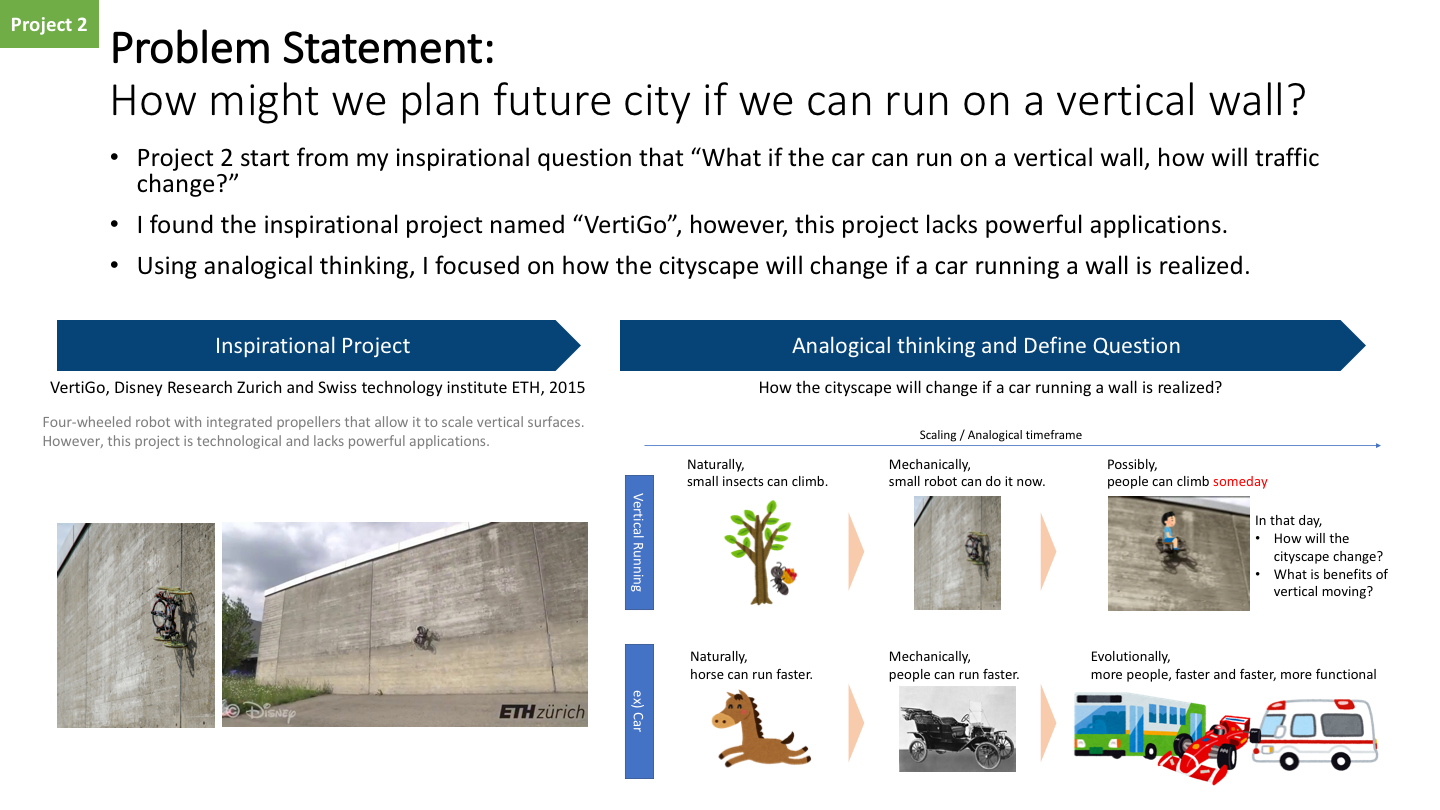 Project 2
Problem Statement:
How might we plan future city if we can run on a vertical wall?
• Project 2 start from my inspirational question that “What if the car can run on a vertical wall, how will traffic
change?”
• I found the inspirational project named “VertiGo”, however, this project lacks powerful applications.
• Using analogical thinking, I focused on how the cityscape will change if a car running a wall is realized.
Inspirational Project
VertiGo, Disney Research Zurich and Swiss technology institute ETH, 2015
Four-wheeled robot with integrated propellers that allow it to scale vertical surfaces.
However, this project is technological and lacks powerful applications.
© Disney
ETH zürich
Analogical thinking and Define Question
How the cityscape will change if a car running a wall is realized?
Scaling / Analogical timeframe
Vertical Running
Naturally,
small insects can climb.
Mechanically,
small robot can do it now.
Possibly,
people can climb someday
In that day,
• How will the
cityscape change?
• What is benefits of
vertical moving?
ex) Car
Naturally,
horse can run faster.
Mechanically,
people can run faster.
Evolutionally,
more people, faster and faster, more functional